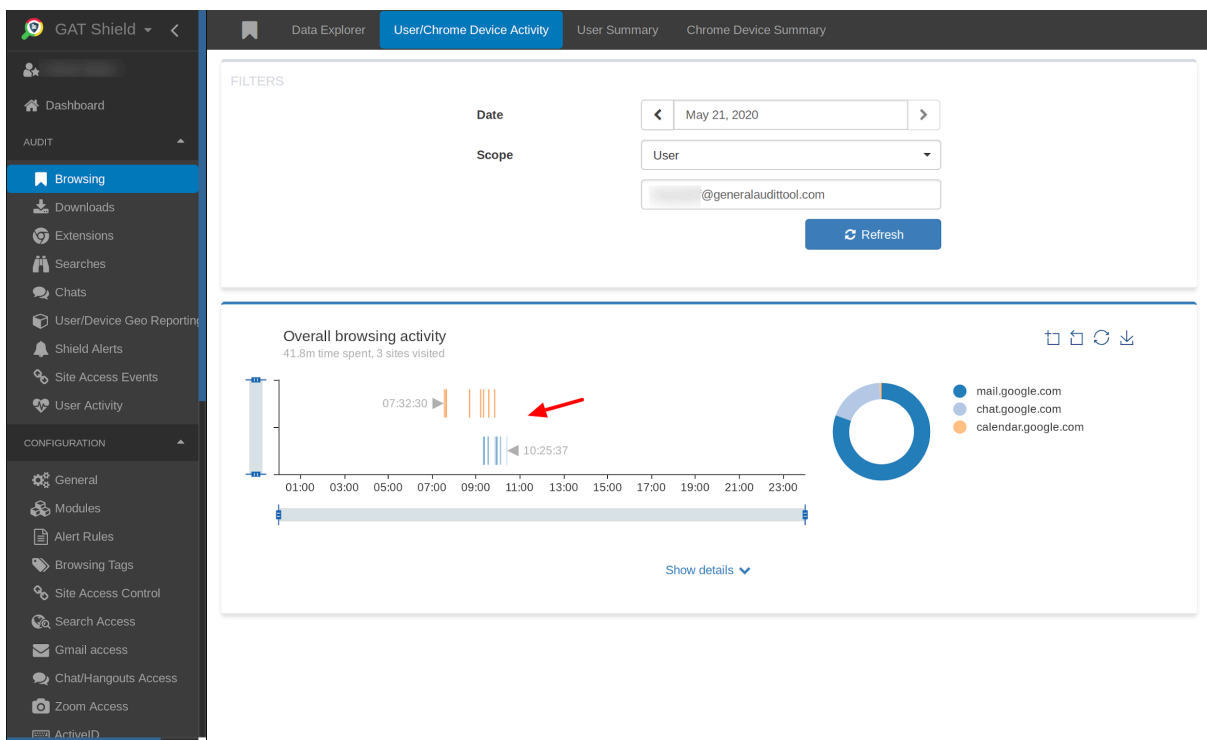 GAT Shield
Dashboard
AUDIT
Browsing
Downloads
Extensions
Searches
Chats
User/Device Geo Reporting
Shield Alerts
Site Access Events
User Activity
CONFIGURATION
General
Modules
Alert Rules
Browsing Tags
Site Access Control
Search Access
Gmail access
Chat/Hangouts Access
Zoom Access
ActiveID
Data Explorer User/Chrome Device Activity User Summary Chrome Device Summary
FILTERS
Date May 21, 2020
Scope User
@generalaudittool.com
Refresh
Overall browsing activity
41.8m time spent, 3 sites visited
07:32:30
10:25:37
01:00 03:00 05:00 07:00 09:00 11:00 13:00 15:00 17:00 19:00 21:00 23:00
mail.google.com
chat.google.com
calendar.google.com
Show details